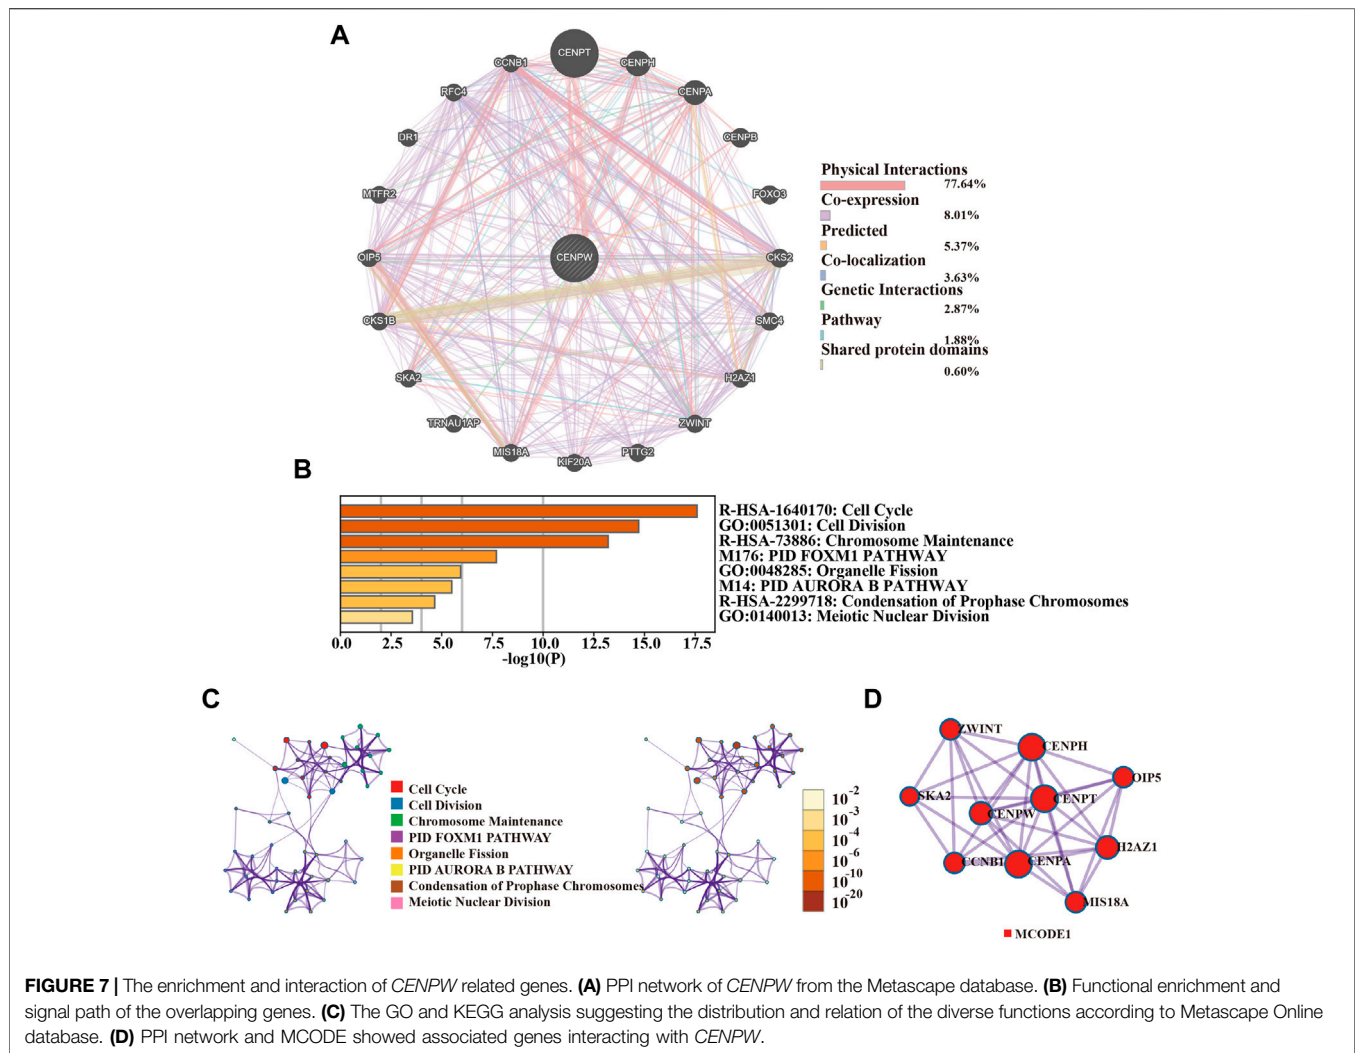 A
CENPT
CCNB1
CENPH
RFC4
CENPA
DR1
CENPB
MTFR2
FOXO3
OIP5
CENPW
CKS2
CKS1B
SMC4
SKA2
H2AZ1
TRNAU1AP
ZWINT
MIS18A
KIF20A
PTTG2
Physical Interactions
77.64%
Co-expression
8.01%
Predicted
5.37%
Co-localization
3.63%
Genetic Interactions
2.87%
Pathway
1.88%
Shared protein domains
0.60%
B
R-HSA-1640170: Cell Cycle
GO:0051301: Cell Division
R-HSA-73886: Chromosome Maintenance
M176: PID FOXM1 PATHWAY
GO:0048285: Organelle Fission
M14: PID AURORA B PATHWAY
R-HSA-2299718: Condensation of Prophase Chromosomes
GO:0140013: Meiotic Nuclear Division
0.0 2.5 5.0 7.5 10.0 12.5 15.0 17.5
-log10(P)
C
Cell Cycle
Cell Division
Chromosome Maintenance
PID FOXM1 PATHWAY
Organelle Fission
PID AURORA B PATHWAY
Condensation of Prophase Chromosomes
Meiotic Nuclear Division
10-2
10-3
10-4
10-6
10-10
10-20
D
ZWINT
CENPH
OIP5
SKA2
CENPT
CENPW
H2AZ1
CCNB1
CENPA
MIS18A
MCODE1
FIGURE 7 | The enrichment and interaction of CENPW related genes. (A) PPI network of CENPW from the Metascape database. (B) Functional enrichment and
signal path of the overlapping genes. (C) The GO and KEGG analysis suggesting the distribution and relation of the diverse functions according to Metascape Online
database. (D) PPI network and MCODE showed associated genes interacting with CENPW.